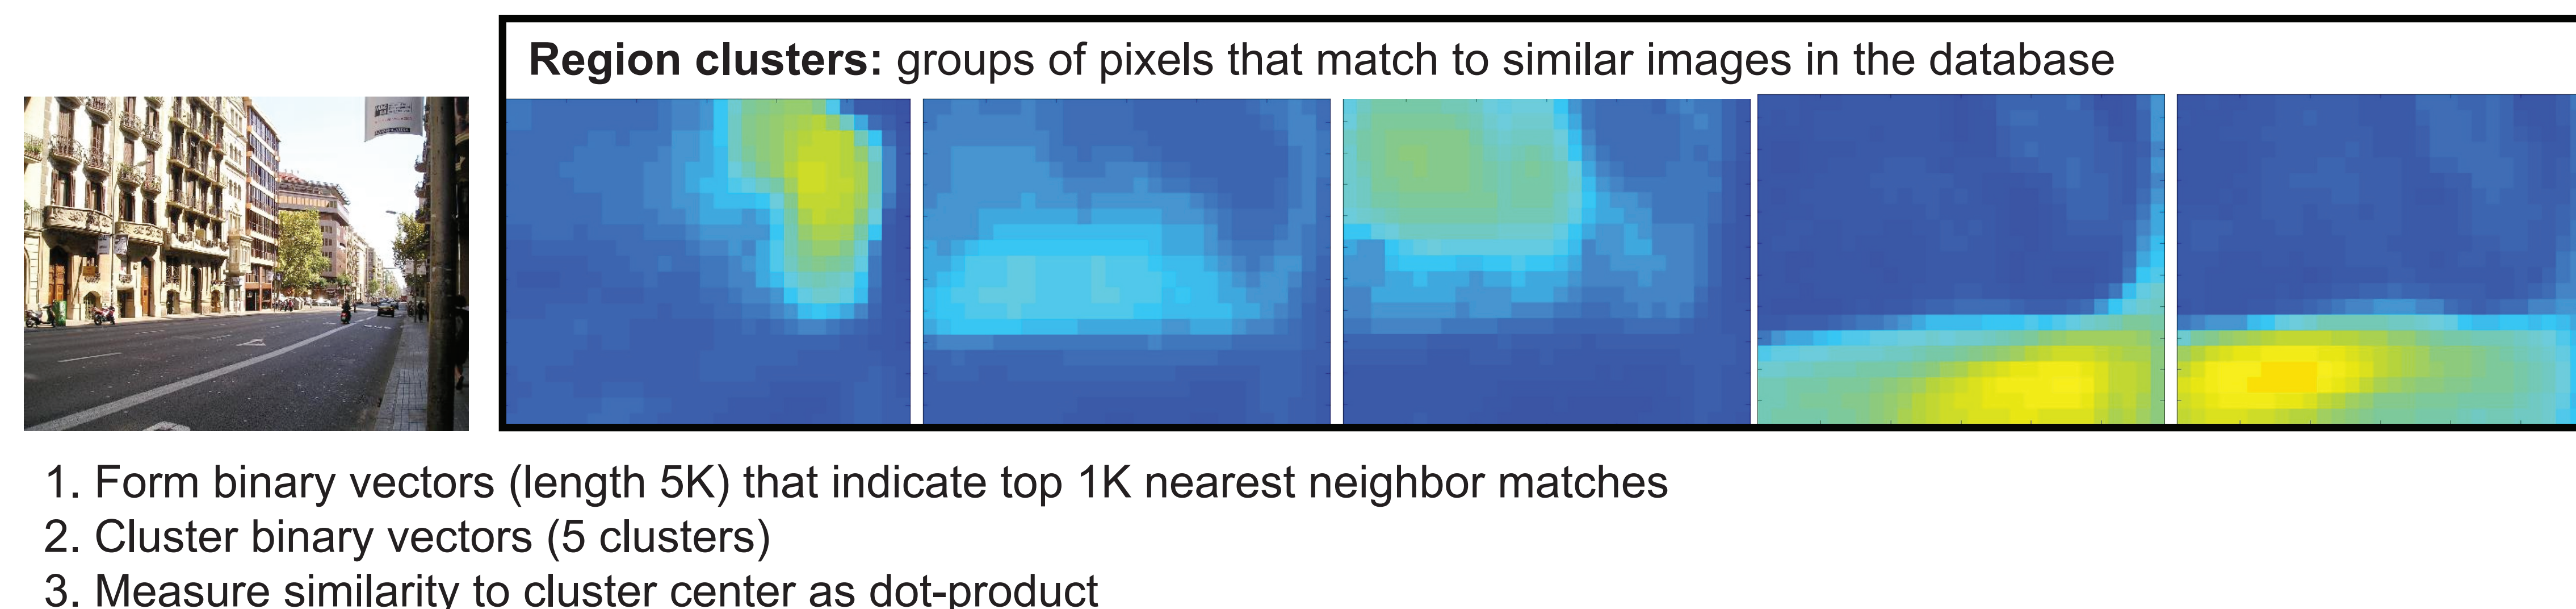 Region clusters: groups of pixels that match to similar images in the database
1. Form binary vectors (length 5K) that indicate top 1K nearest neighbor matches
2. Cluster binary vectors (5 clusters)
3. Measure similarity to cluster center as dot-product